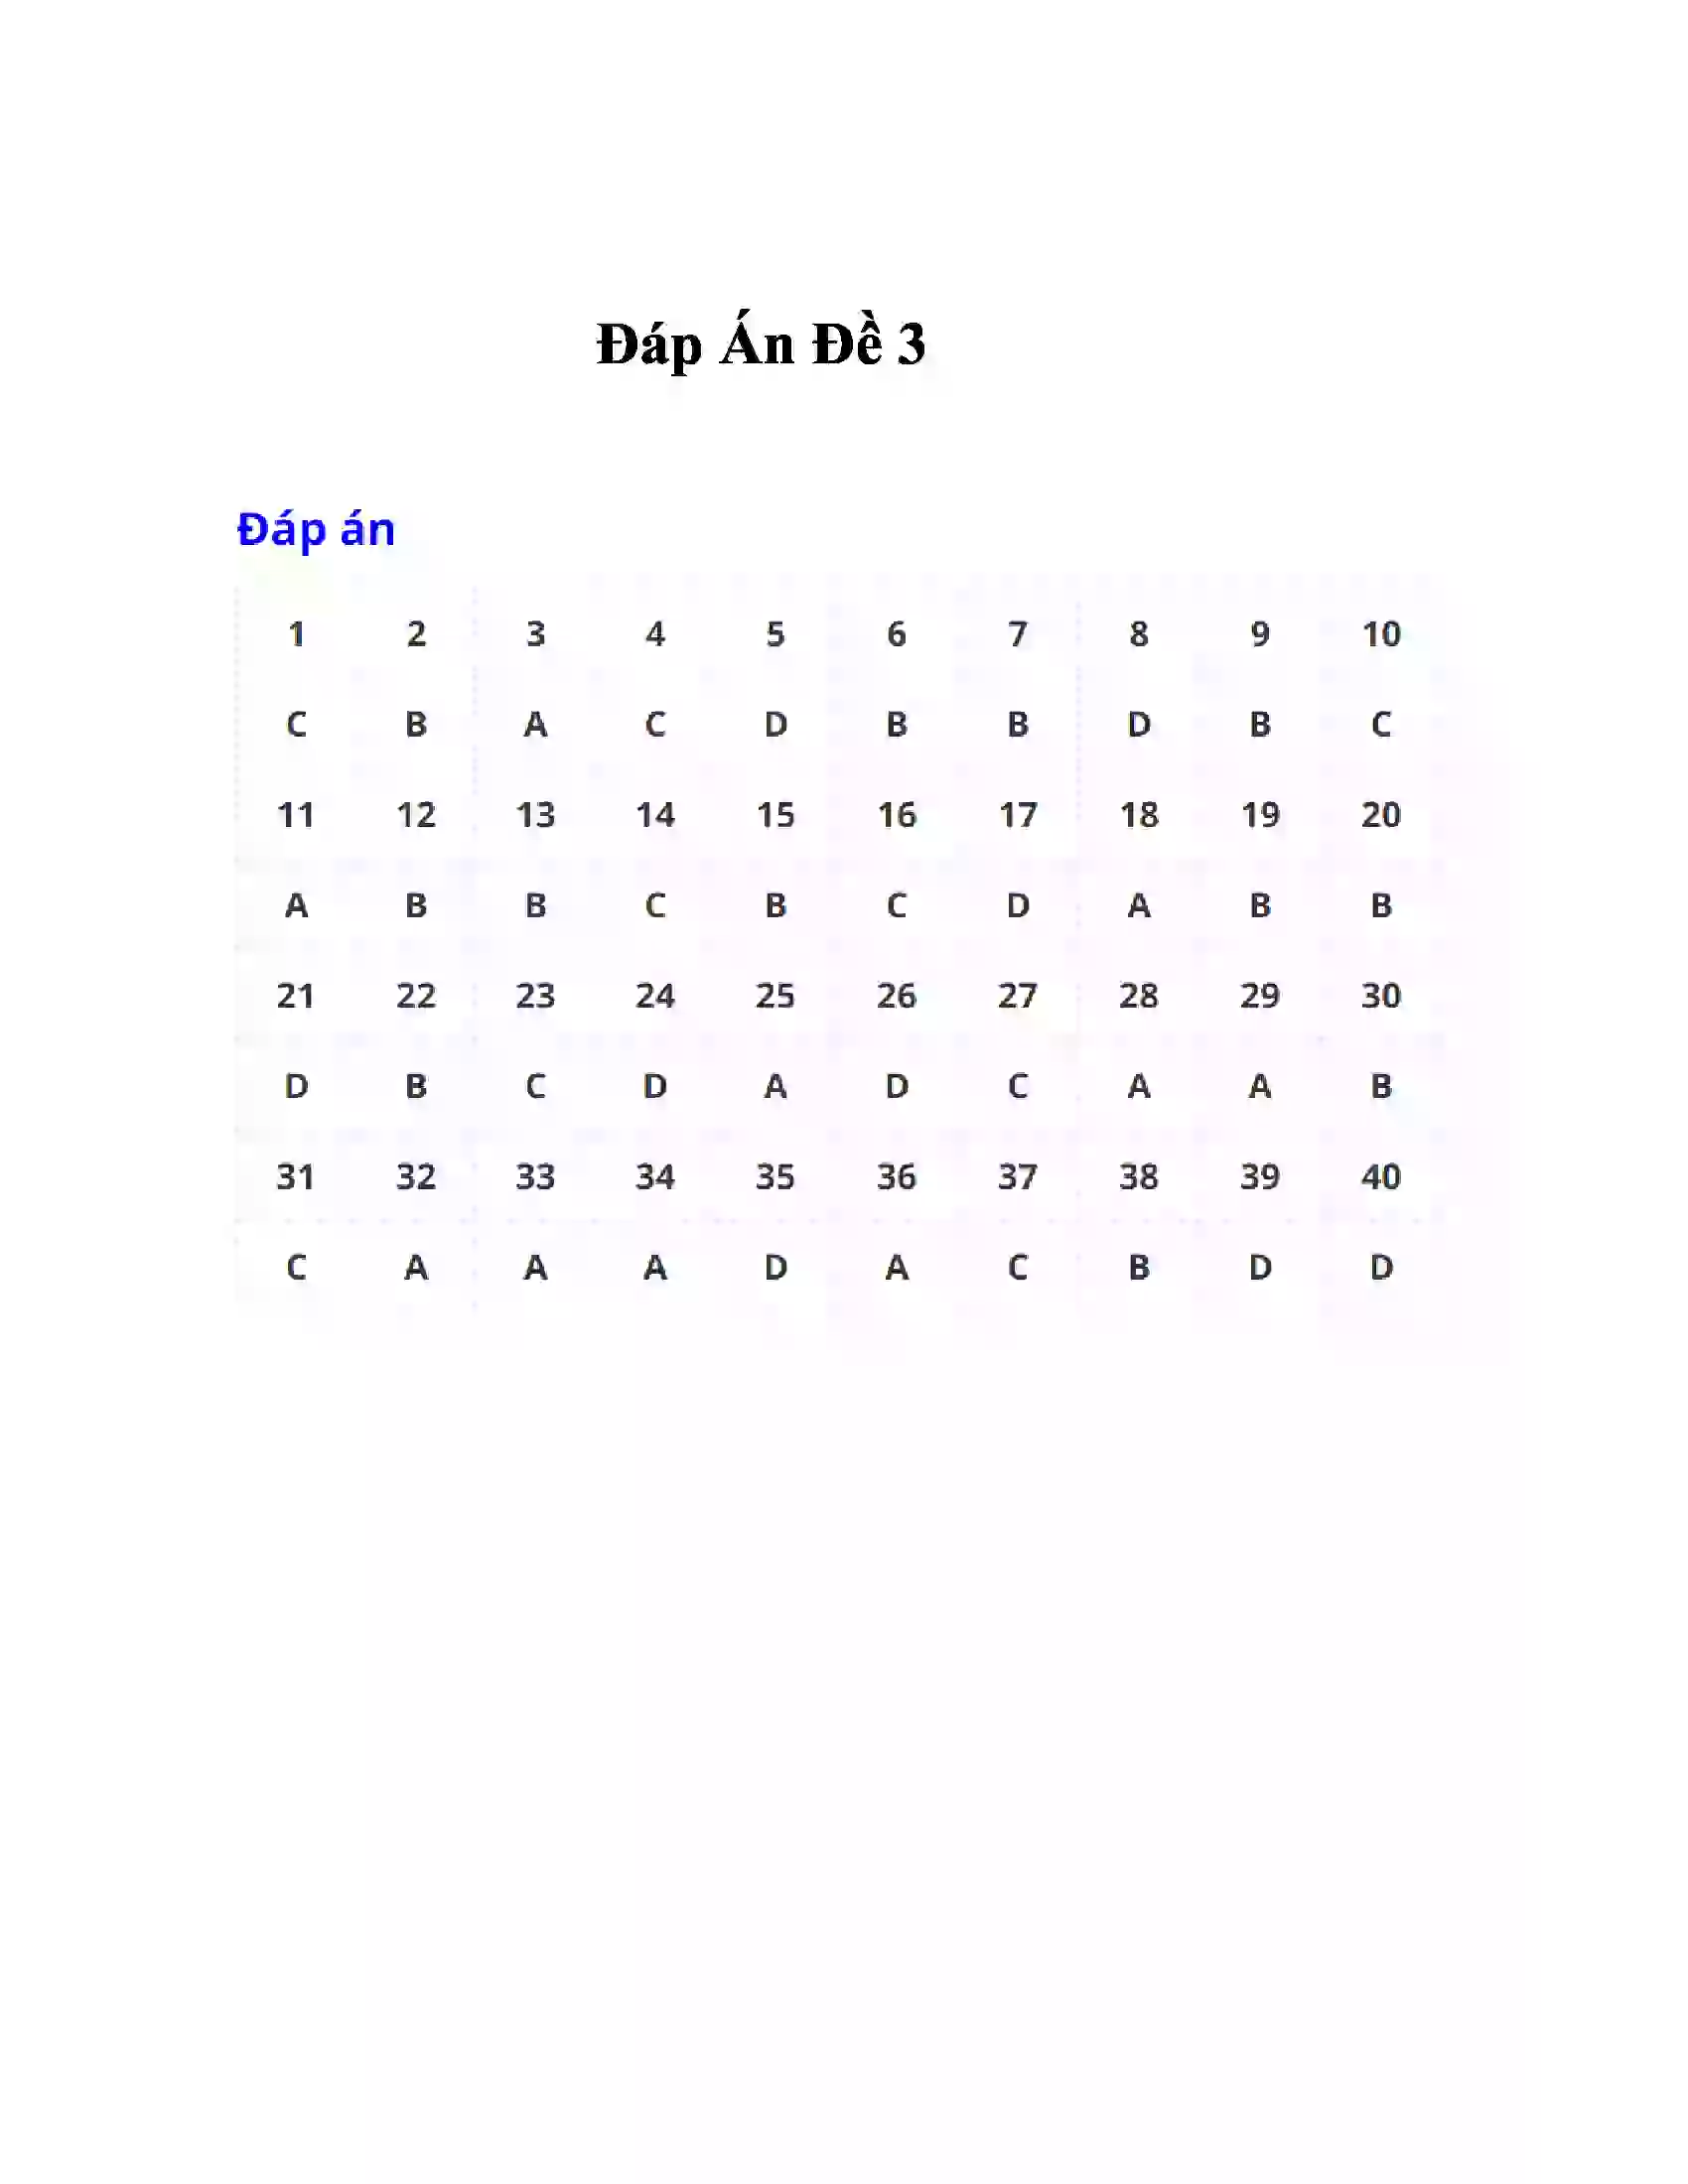 Đáp Án Đề 3
Đáp án
1 2 3 4 5 6 7 8 9 10
C B A C D B B D B C
11 12 13 14 15 16 17 18 19 20
A B B C B C D A B B
21 22 23 24 25 26 27 28 29 30
D B C D A D C A A B
31 32 33 34 35 36 37 38 39 40
C A A A D A C B D D